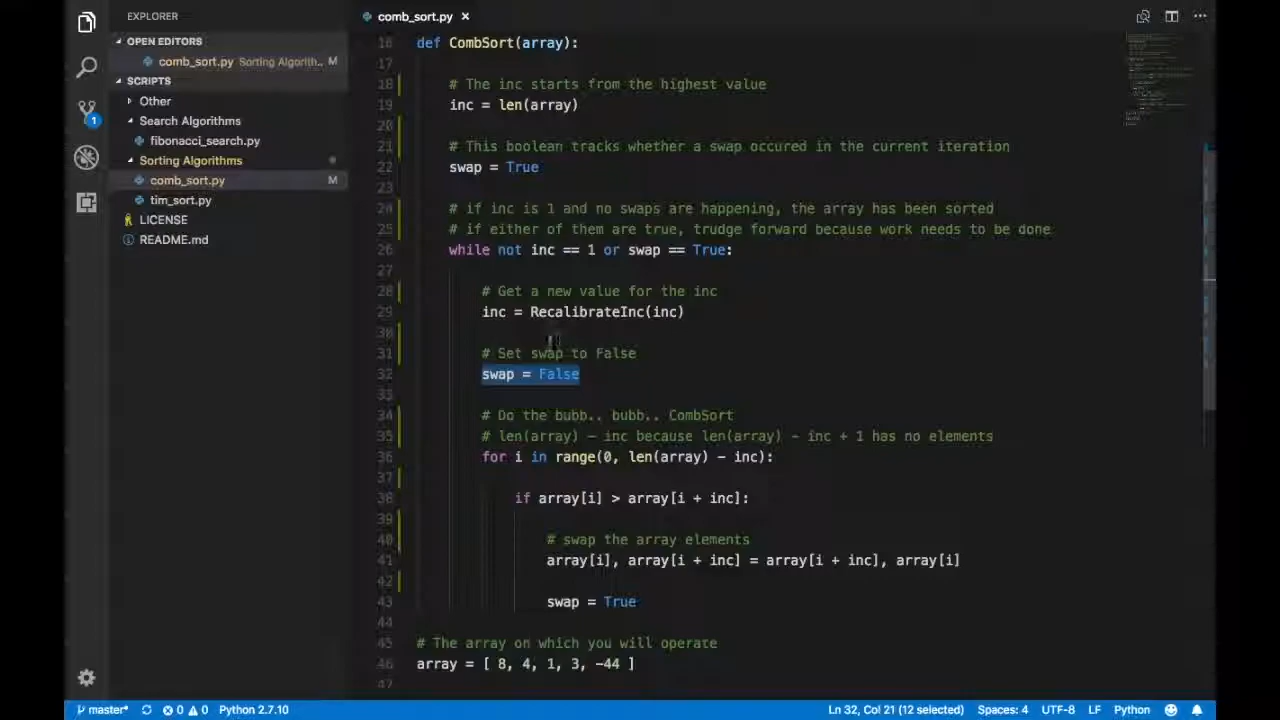 EXPLORER
OPEN EDITORS
comb_sort.py Sorting Algorith.. M
SCRIPTS
Other
Search Algorithms
fibonacci_search.py
Sorting Algorithms
comb_sort.py M
tim_sort.py
LICENSE
README.md
1
comb_sort.py ×
16 def CombSort(array):
17
18 # The inc starts from the highest value
19 inc = len(array)
20
21 # This boolean tracks whether a swap occured in the current iteration
22 swap = True
23
24 # if inc is 1 and no swaps are happening, the array has been sorted
25 # if either of them are true, trudge forward because work needs to be done
26 while not inc == 1 or swap == True:
27
28 # Get a new value for the inc
29 inc = RecalibrateInc(inc)
30
31 # Set swap to False
32 swap = False
33
34 # Do the bubb.. bubb.. CombSort
35 # len(array) - inc because len(array) - inc + 1 has no elements
36 for i in range(0, len(array) - inc):
37
38 if array[i] > array[i + inc]:
39
40 # swap the array elements
41 array[i], array[i + inc] = array[i + inc], array[i]
42
43 swap = True
44
45 # The array on which you will operate
46 array = [ 8, 4, 1, 3, -44 ]
47
master* 0 0 Python 2.7.10 Ln 32, Col 21 (12 selected) Spaces: 4 UTF-8 LF Python